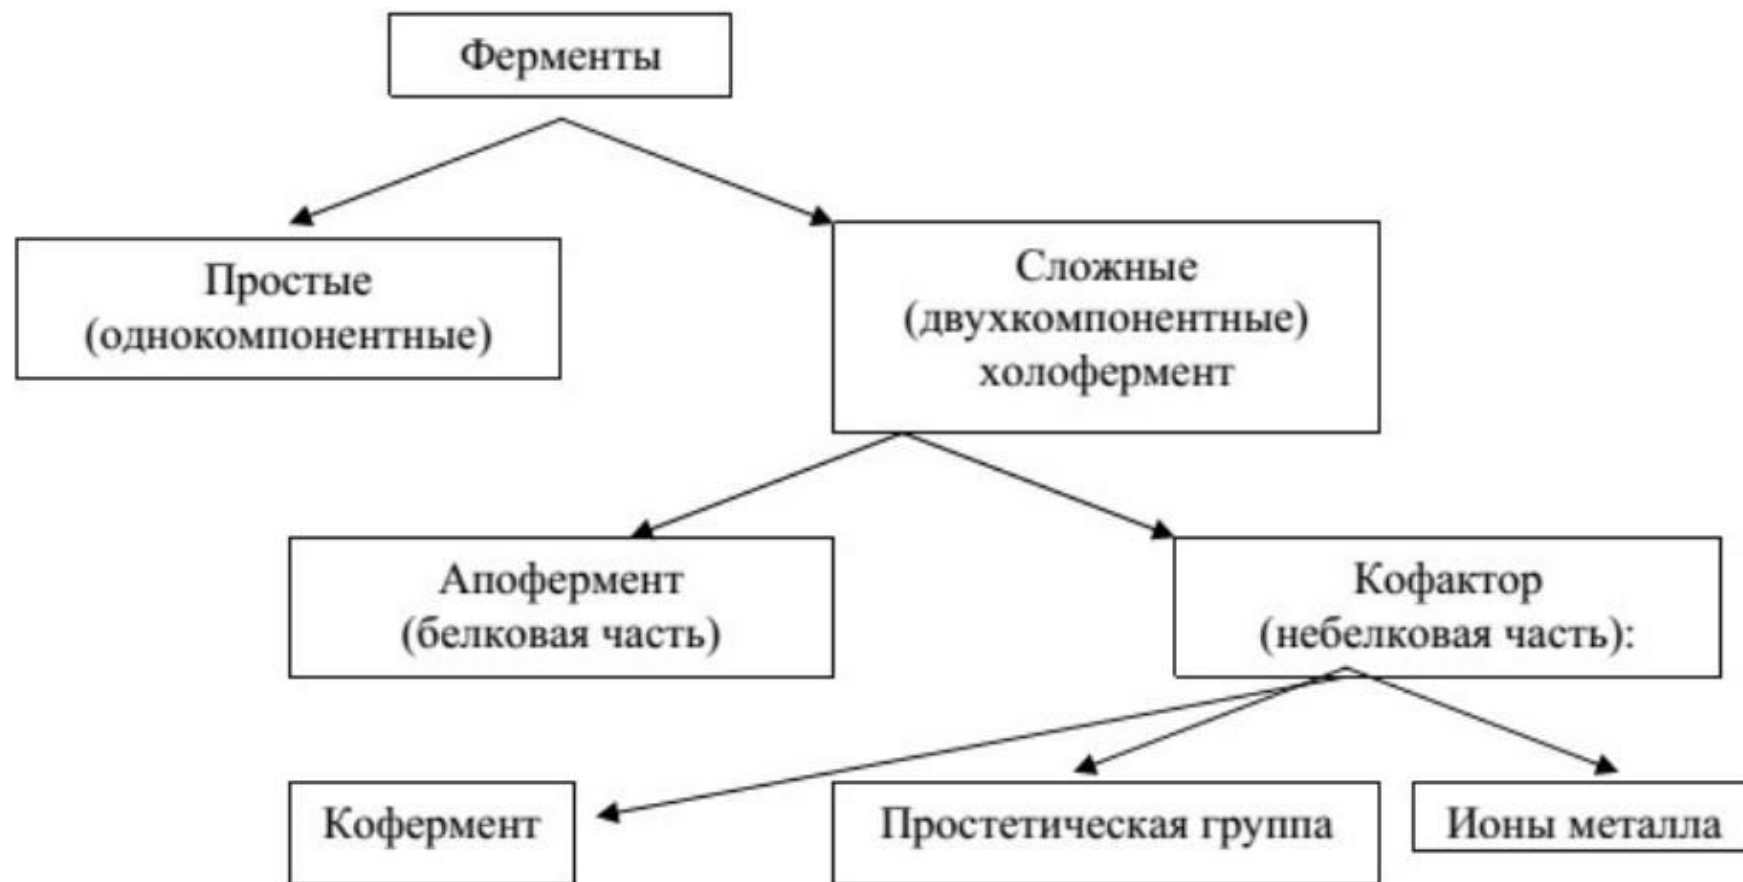 Ферменты
Простые
(однокомпонентные)
Сложные
(двухкомпонентные)
холофермент
Апофермент
(белковая часть)
Кофактор
(небелковая часть):
Кофермент
Простетическая группа
Ионы металла